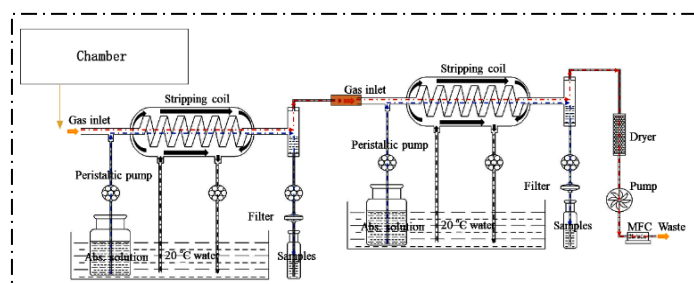 Chamber
Gas inlet
Stripping coil
Peristaltic pump
Filter
Abs. solution
20 °C water
Samples
Gas inlet
Stripping coil
Peristaltic pump
Filter
Abs. solution
20 °C water
Samples
Dryer
Pump
MFC Waste